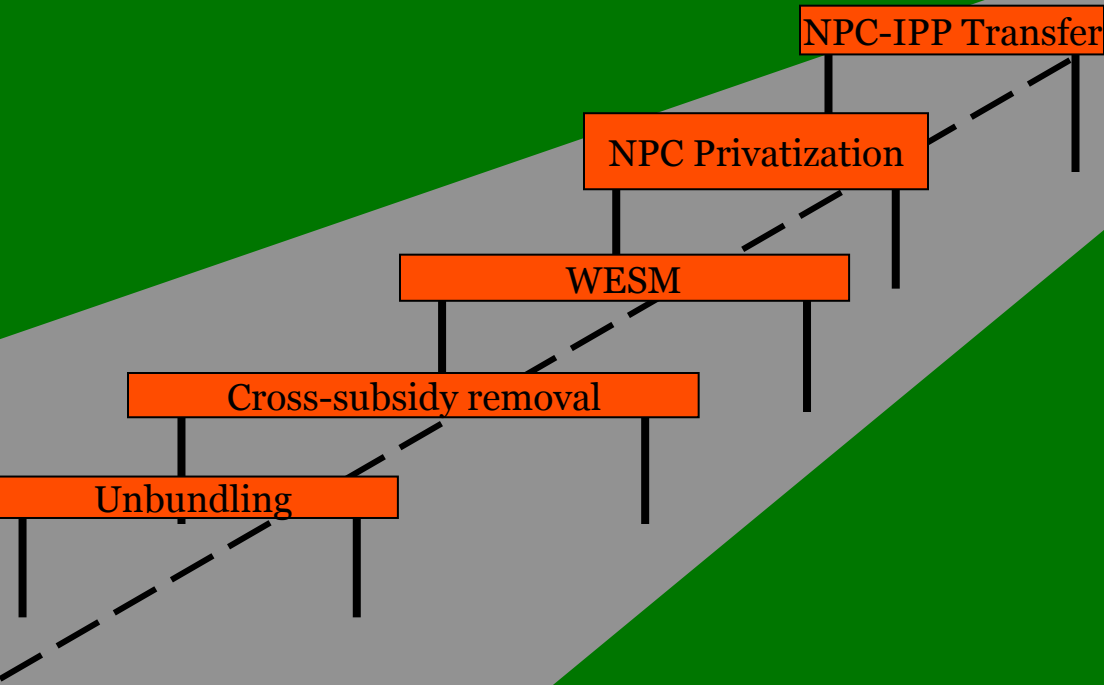 NPC-IPP Transfer
NPC Privatization
WESM
Cross-subsidy removal
Unbundling